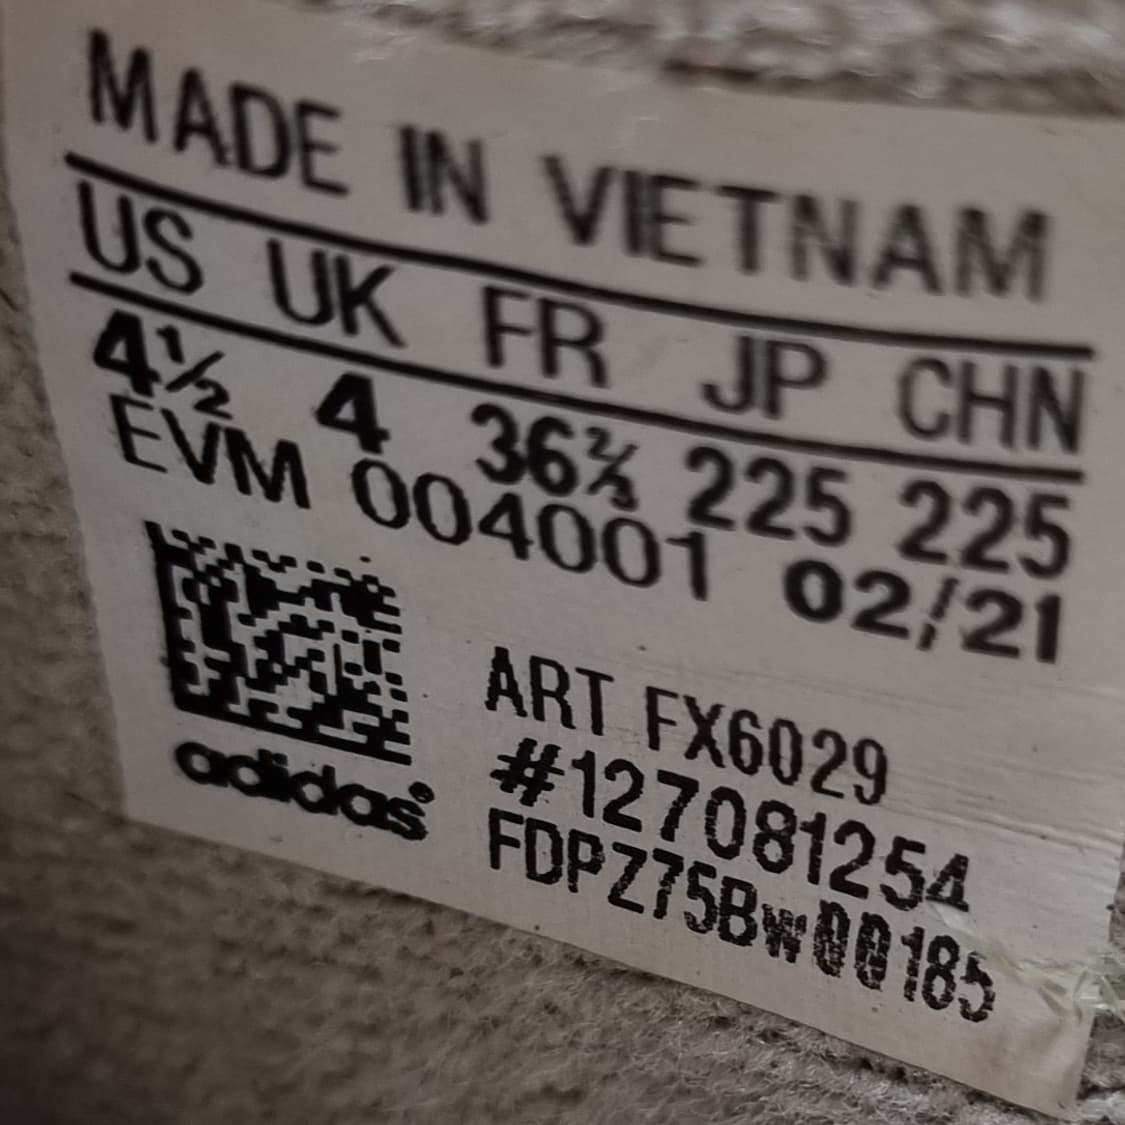 MADE IN VIETNAM
US UK FR JP CHN
4½ 4 36⅔ 225 225
EVM 004001 02/21
ART FX6029
#127081254
adidas®
FDPZ75Bw00185